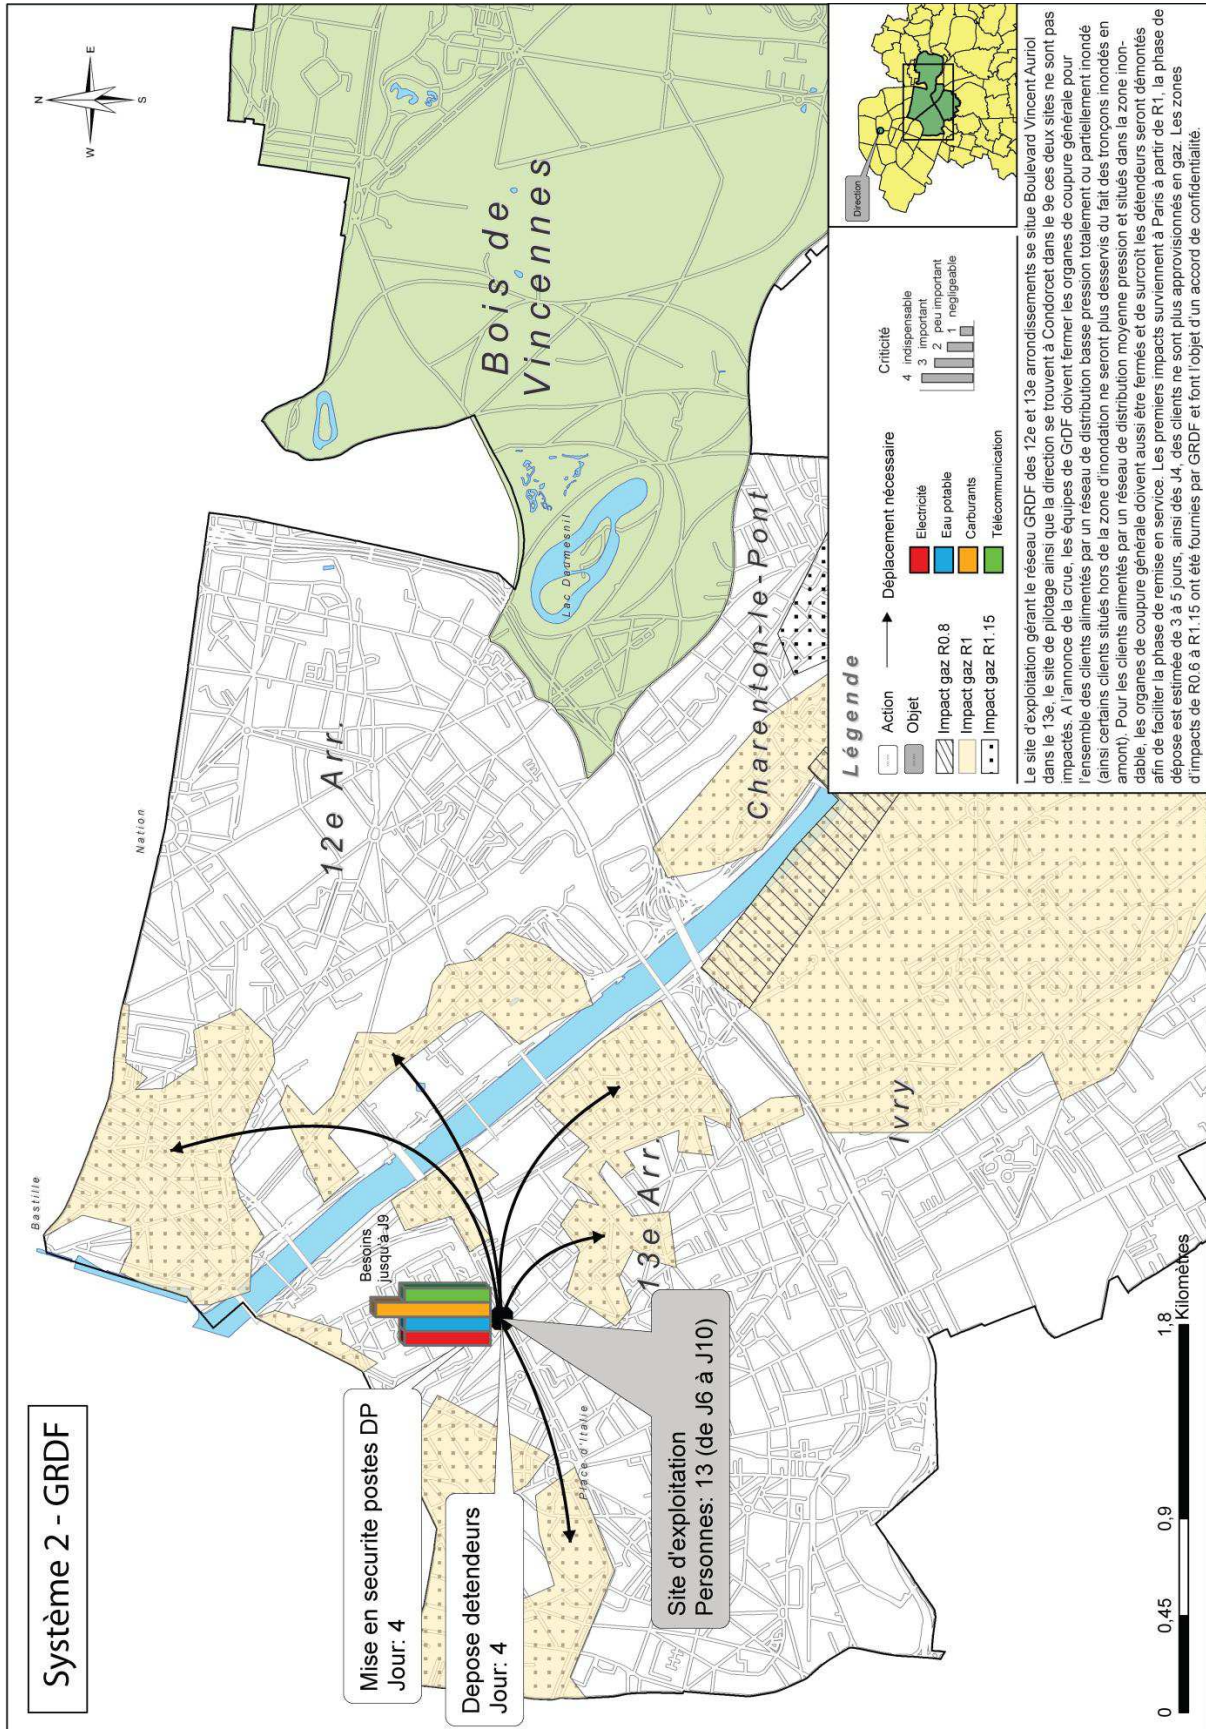 Système 2 - GRDF
N
W
E
S
Bastille
Nation
12e Arr.
Bois de
Vincennes
Lac Daumesnil
Mise en securite postes DP
Jour: 4
Besoins
jusqu'à J9
Depose detendeurs
Jour: 4
Place d'Italie
Site d'exploitation
Personnes: 13 (de J6 à J10)
13e Arr.
Charenton-le-Pont
Ivry
0
0,45
0,9
1,8
Kilomètres
Légende
Action
Objet
Impact gaz R0.8
Impact gaz R1
Impact gaz R1.15
Déplacement nécessaire
Electricité
Eau potable
Carburants
Télécommunication
Criticité
4 indispensable
3 important
2 peu important
1 negligeable
Direction
Le site d'exploitation gérant le réseau GRDF des 12e et 13e arrondissements se situe Boulevard Vincent Auriol
dans le 13e, le site de pilotage ainsi que la direction se trouvent à Condorcet dans le 9e ces deux sites ne sont pas
impactés. A l'annonce de la crue, les équipes de GrDF doivent fermer les organes de coupure générale pour
l'ensemble des clients alimentés par un réseau de distribution basse pression totalement ou partiellement inondé
(ainsi certains clients situés hors de la zone d'inondation ne seront plus desservis du fait des tronçons inondés en
amont). Pour les clients alimentés par un réseau de distribution moyenne pression et situés dans la zone inon-
dable, les organes de coupure générale doivent aussi être fermés et de surcroît les détendeurs seront démontés
afin de faciliter la phase de remise en service. Les premiers impacts surviennent à Paris à partir de R1, la phase de
dépose est estimée de 3 à 5 jours, ainsi dès J4, des clients ne sont plus approvisionnés en gaz. Les zones
d'impacts de R0.6 à R1.15 ont été fournies par GRDF et font l'objet d'un accord de confidentialité.